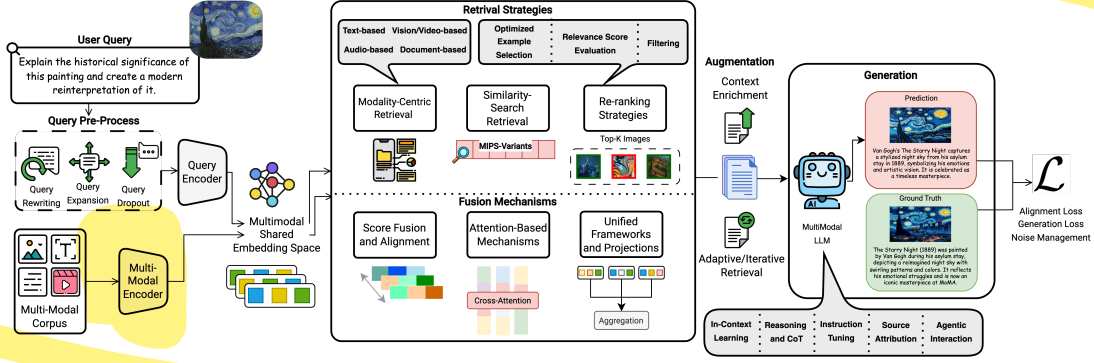 User Query
Explain the historical significance of
this painting and create a modern
reinterpretation of it.
Query Pre-Process
Query
Rewriting
Query
Expansion
Query
Dropout
Query
Encoder
Multi-Modal
Corpus
Multi-
Modal
Encoder
Multimodal
Shared
Embedding Space
Retrival Strategies
Text-based Vision/Video-based
Audio-based Document-based
Optimized
Example
Selection
Relevance Score
Evaluation
Filtering
Modality-Centric
Retrieval
Similarity-
Search
Retrieval
Re-ranking
Strategies
MIPS-Variants
Top-K Images
Fusion Mechanisms
Score Fusion
and Alignment
Attention-Based
Mechanisms
Unified
Frameworks
and Projections
Cross-Attention
Aggregation
Augmentation
Context
Enrichment
Adaptive/Iterative
Retrieval
Generation
AI
MultiModal
LLM
Prediction
Van Gogh's The Starry Night captures
a stylized night sky from his asylum
stay in 1889, symbolizing his emotions
and artistic vision. It is celebrated as
a timeless masterpiece.
Ground Truth
The Starry Night (1889) was painted
by Van Gogh during his asylum stay,
depicting a reimagined night sky with
swirling patterns and colors. It reflects
his emotional struggles and is now an
iconic masterpiece at MoMA.
ℒ
Alignment Loss
Generation Loss
Noise Management
In-Context
Learning
Reasoning
and CoT
Instruction
Tuning
Source
Attribution
Agentic
Interaction